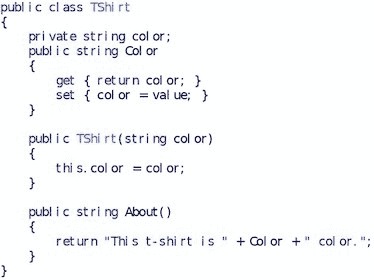 public class TShirt
{
    private string color;
    public string Color
    {
        get { return color; }
        set { color = value; }
    }

    public TShirt(string color)
    {
        this.color = color;
    }

    public string About()
    {
        return "This t-shirt is " + Color + " color.";
    }
}